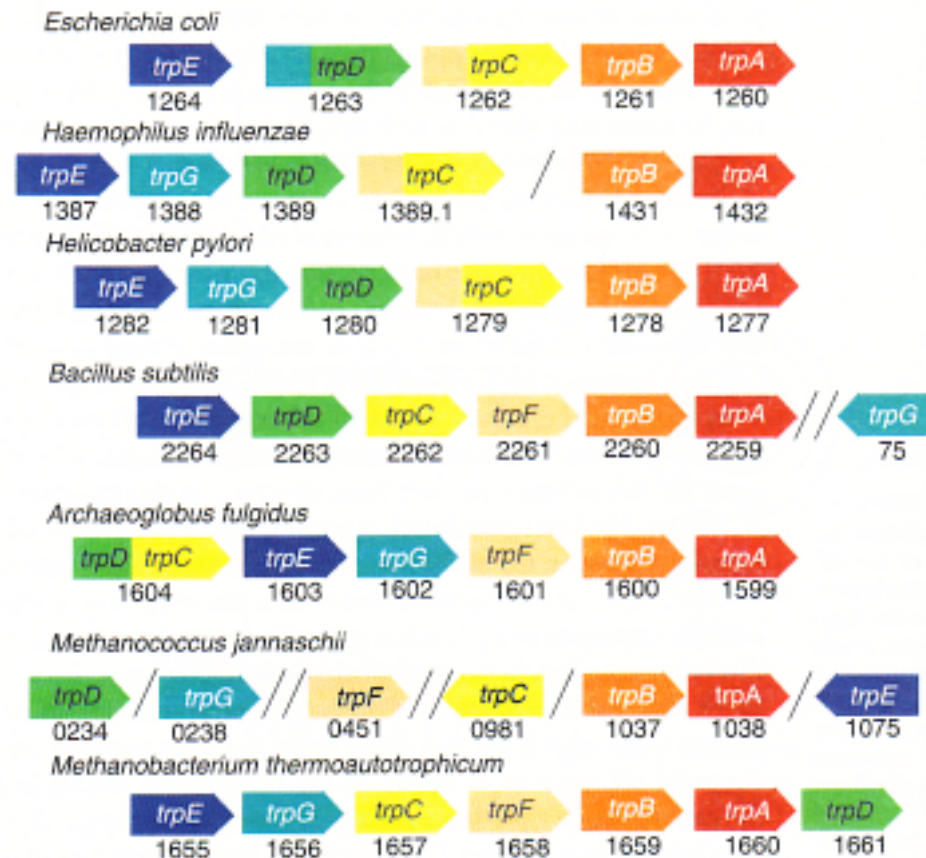 Escherichia coli
trpE trpD trpC trpB trpA
1264 1263 1262 1261 1260
Haemophilus influenzae
trpE trpG trpD trpC / trpB trpA
1387 1388 1389 1389.1 1431 1432
Helicobacter pylori
trpE trpG trpD trpC trpB trpA
1282 1281 1280 1279 1278 1277
Bacillus subtilis
trpE trpD trpC trpF trpB trpA // trpG
2264 2263 2262 2261 2260 2259 75
Archaeoglobus fulgidus
trpD trpC trpE trpG trpF trpB trpA
1604 1603 1602 1601 1600 1599
Methanococcus jannaschii
trpD / trpG // trpF // trpC / trpB trpA / trpE
0234 0238 0451 0981 1037 1038 1075
Methanobacterium thermoautotrophicum
trpE trpG trpC trpF trpB trpA trpD
1655 1656 1657 1658 1659 1660 1661